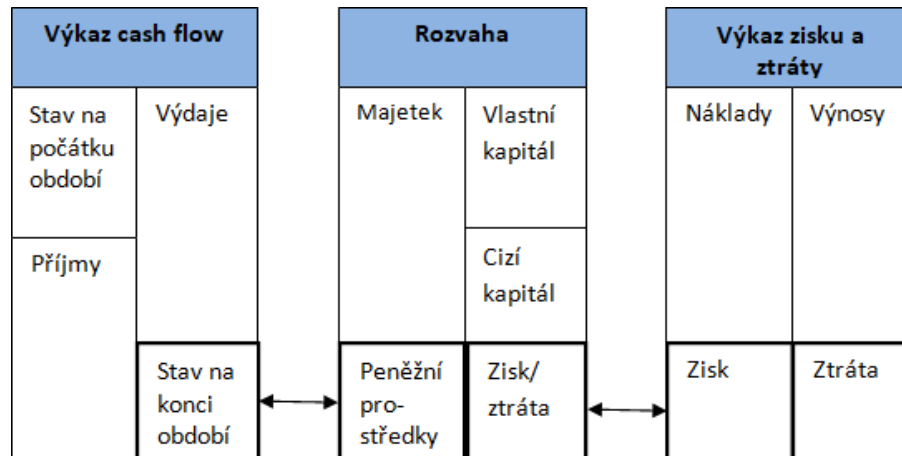 Výkaz cash flow
Stav na
počátku
období
Výdaje
Příjmy
Stav na
konci
období
Rozvaha
Majetek
Vlastní
kapitál
Cizí
kapitál
Peněžní
pro-
středky
Zisk/
ztráta
Výkaz zisku a
ztráty
Náklady
Výnosy
Zisk
Ztráta